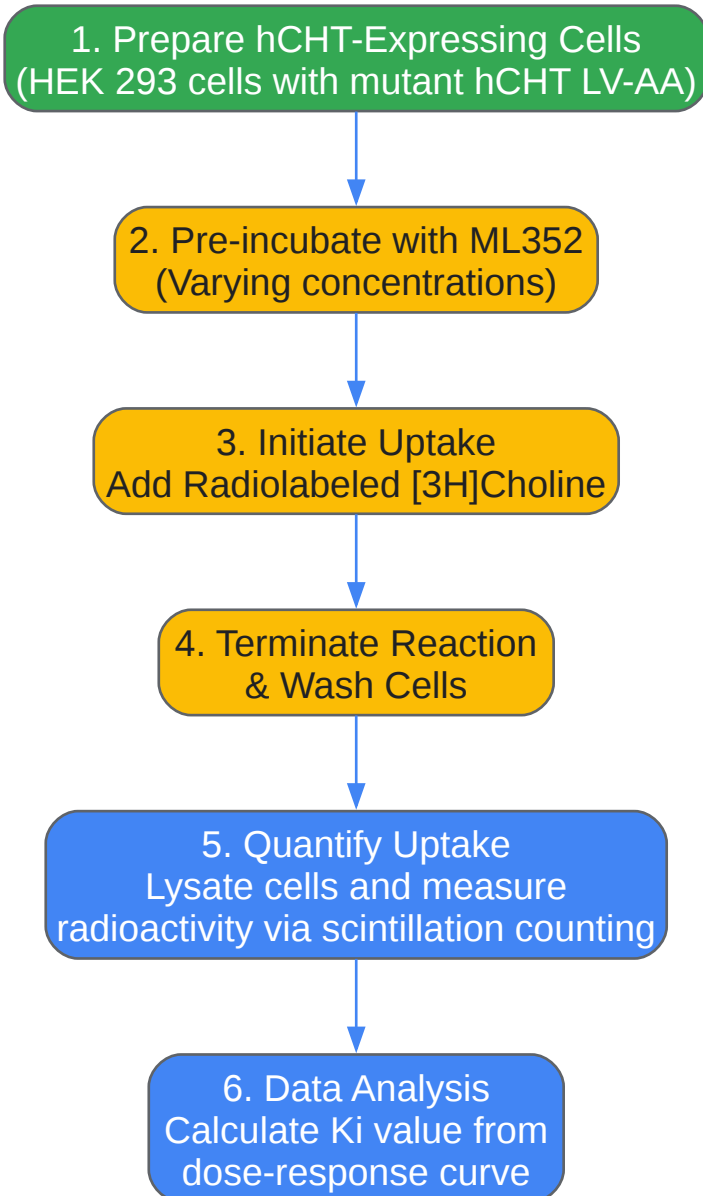 1. Prepare hCHT-Expressing Cells
(HEK 293 cells with mutant hCHT LV-AA)
2. Pre-incubate with ML352
(Varying concentrations)
3. Initiate Uptake
Add Radiolabeled [3H]Choline
4. Terminate Reaction
& Wash Cells
5. Quantify Uptake
Lysate cells and measure
radioactivity via scintillation counting
6. Data Analysis
Calculate Ki value from
dose-response curve